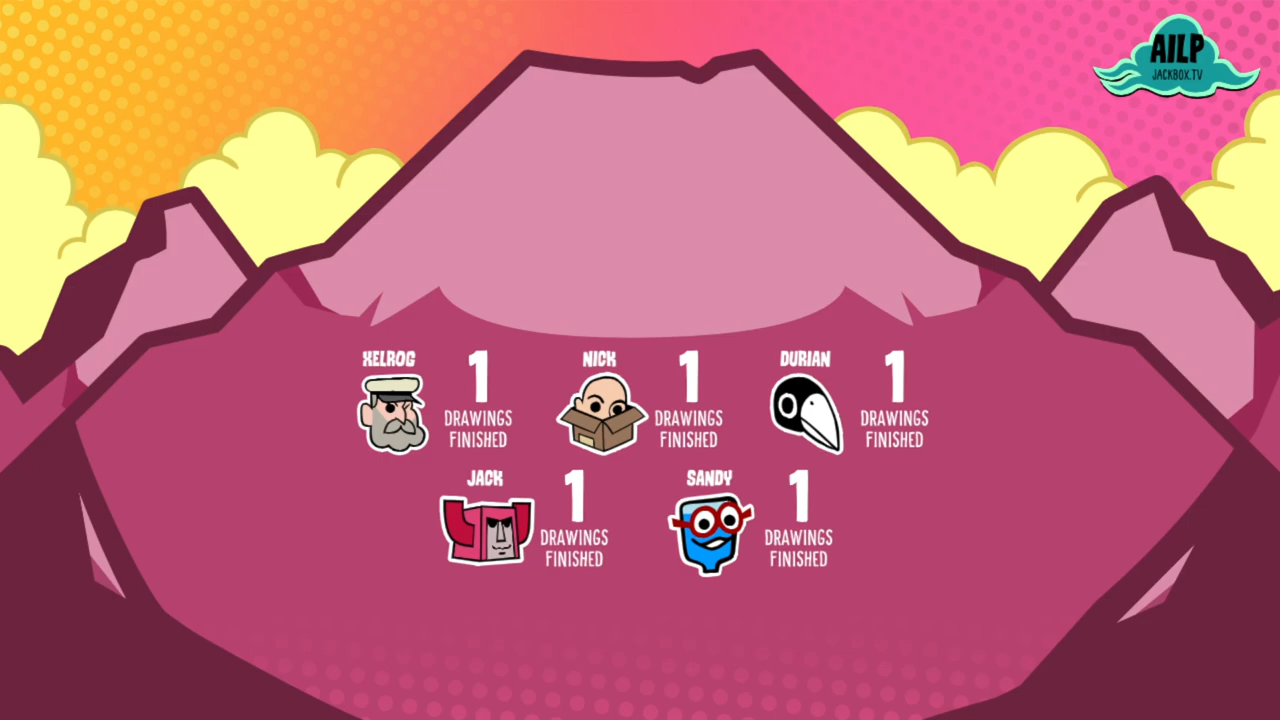 AILP
JACKBOX.TV
XELROG
1
DRAWINGS
FINISHED
NICK
1
DRAWINGS
FINISHED
DURIAN
1
DRAWINGS
FINISHED
JACK
1
DRAWINGS
FINISHED
SANDY
1
DRAWINGS
FINISHED